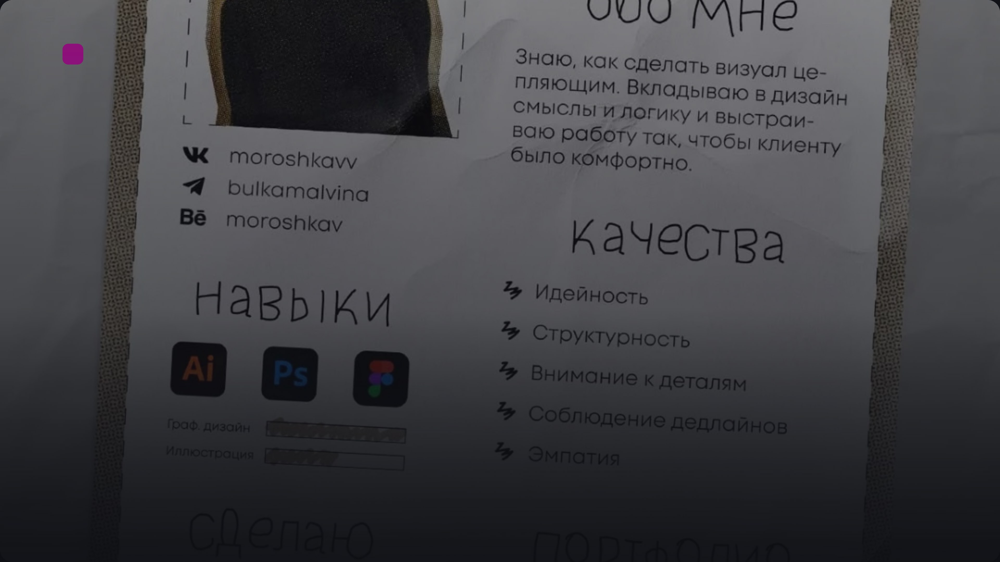 обо мне
Знаю, как сделать визуал це-
пляющим. Вкладываю в дизайн
смыслы и логику и выстраи-
ваю работу так, чтобы клиенту
было комфортно.
VK moroshkavv
bulkamalvina
Bē moroshkav
навыки
Ai Ps
Граф. дизайн
Иллюстрация
качества
Идейность
Структурность
Внимание к деталям
Соблюдение дедлайнов
Эмпатия
сделаю
портфолио